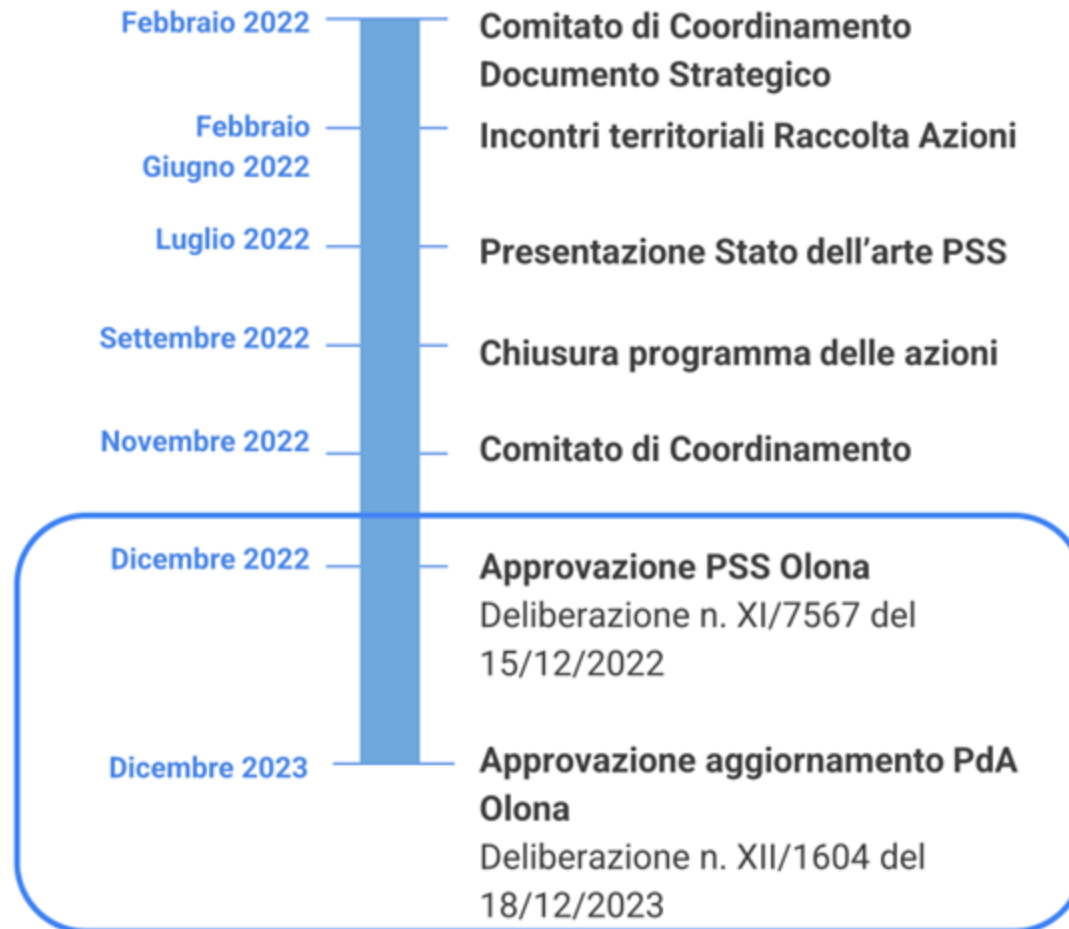 Febbraio 2022
Comitato di Coordinamento
Documento Strategico
Febbraio
Giugno 2022
Incontri territoriali Raccolta Azioni
Luglio 2022
Presentazione Stato dell’arte PSS
Settembre 2022
Chiusura programma delle azioni
Novembre 2022
Comitato di Coordinamento
Dicembre 2022
Approvazione PSS Olona
Deliberazione n. XI/7567 del
15/12/2022
Dicembre 2023
Approvazione aggiornamento PdA
Olona
Deliberazione n. XII/1604 del
18/12/2023